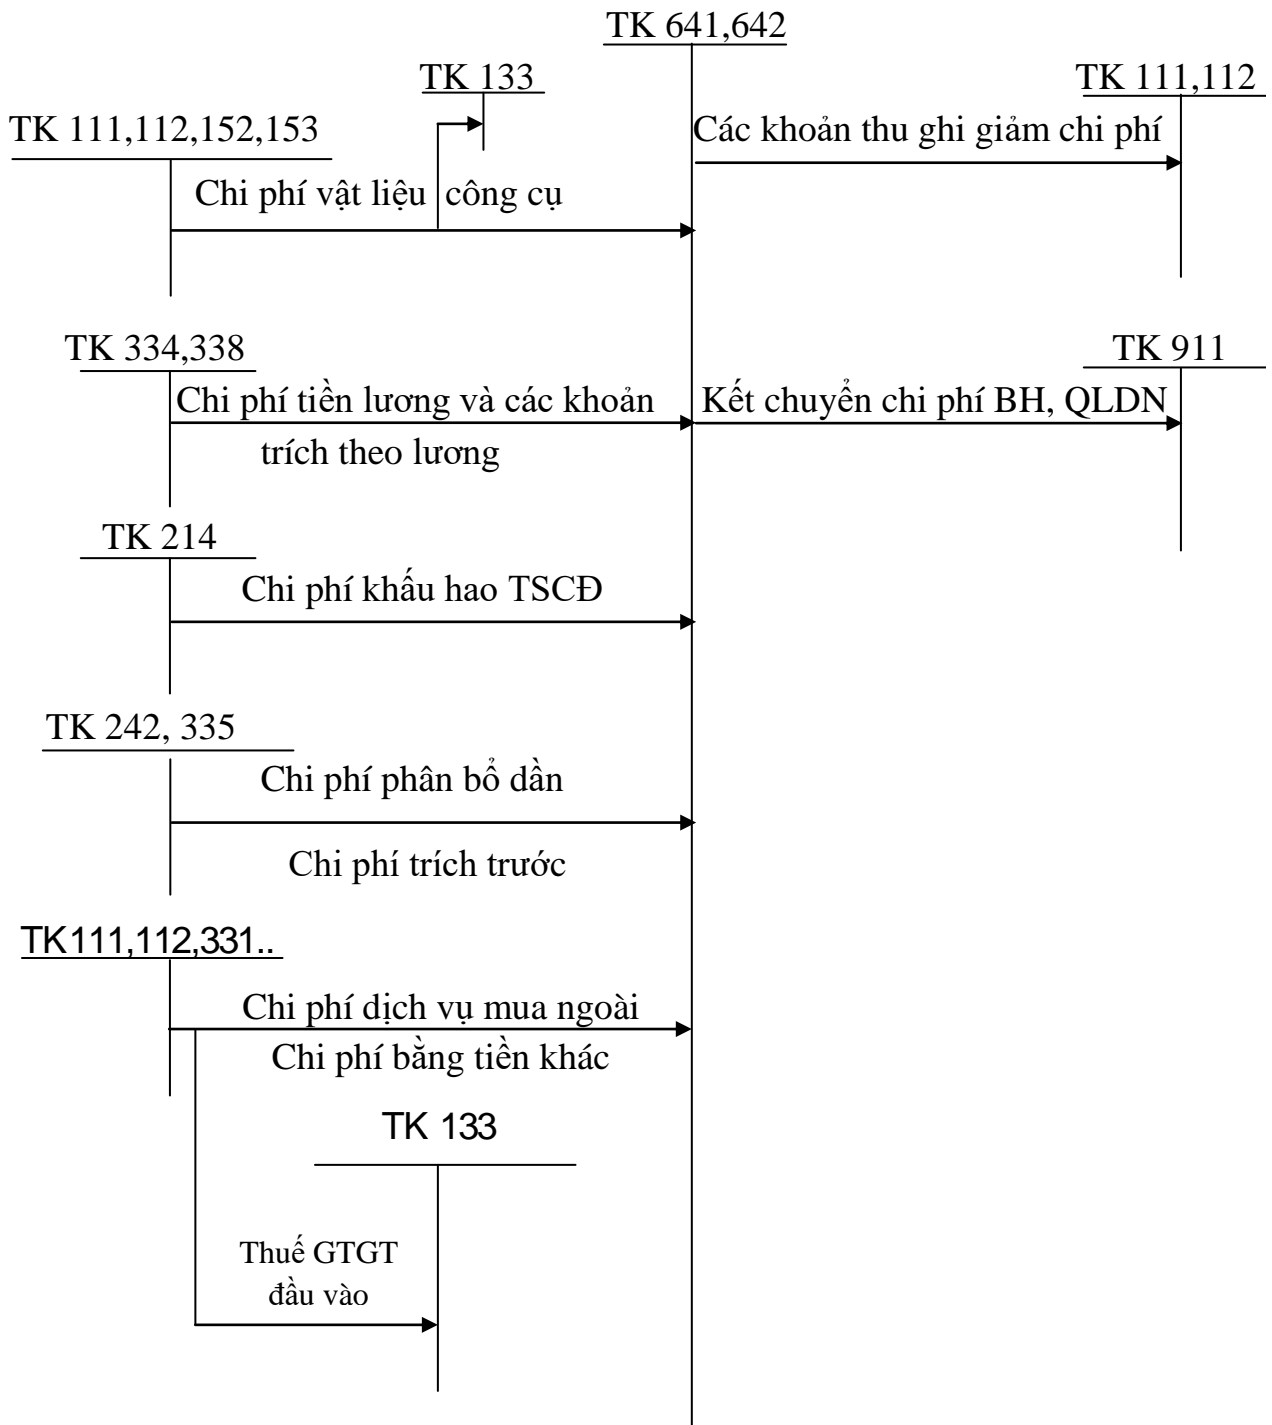 TK 641,642
TK 133
TK 111,112
TK 111,112,152,153
Các khoản thu ghi giảm chi phí
Chi phí vật liệu công cụ
TK 334,338
TK 911
Chi phí tiền lương và các khoản
trích theo lương
Kết chuyển chi phí BH, QLDN
TK 214
Chi phí khấu hao TSCĐ
TK 242, 335
Chi phí phân bổ dần
Chi phí trích trước
TK111,112,331..
Chi phí dịch vụ mua ngoài
Chi phí bằng tiền khác
TK 133
Thuế GTGT
đầu vào